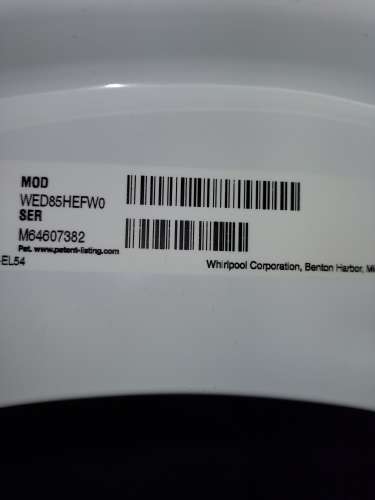 MOD
WED85HEFW0
SER
M64607382
Pat. www.patent-listing.com
-EL54
Whirlpool Corporation, Benton Harbor, Mi